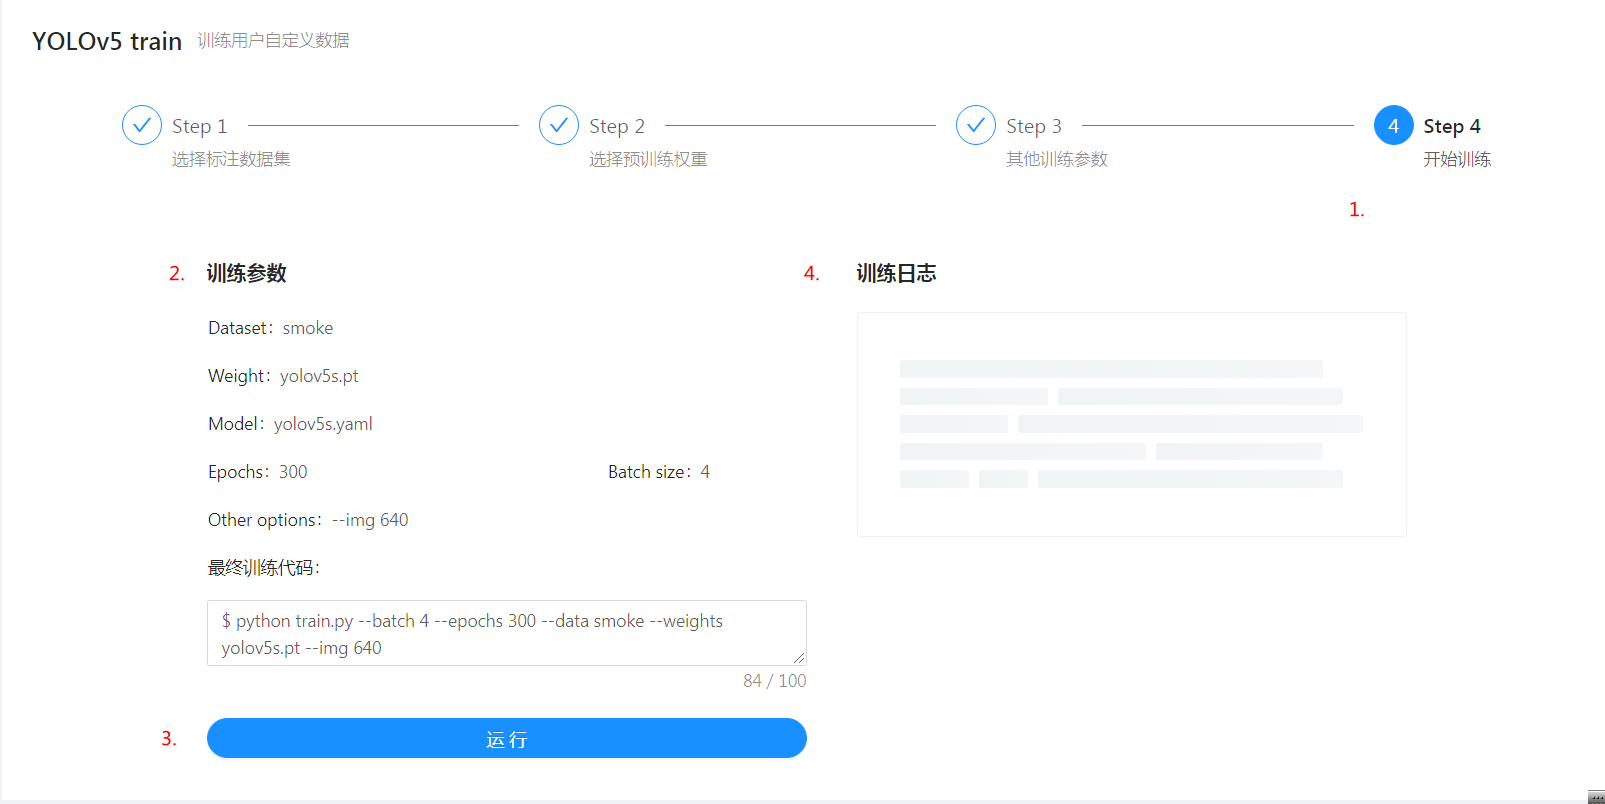 YOLOv5 train 训练用户自定义数据
Step 1
选择标注数据集
Step 2
选择预训练权重
Step 3
其他训练参数
4 Step 4
开始训练
1.
2. 训练参数
Dataset：smoke
Weight：yolov5s.pt
Model：yolov5s.yaml
Epochs：300
Batch size：4
Other options：--img 640
最终训练代码：
$ python train.py --batch 4 --epochs 300 --data smoke --weights
yolov5s.pt --img 640
84 / 100
3. 运 行
4. 训练日志